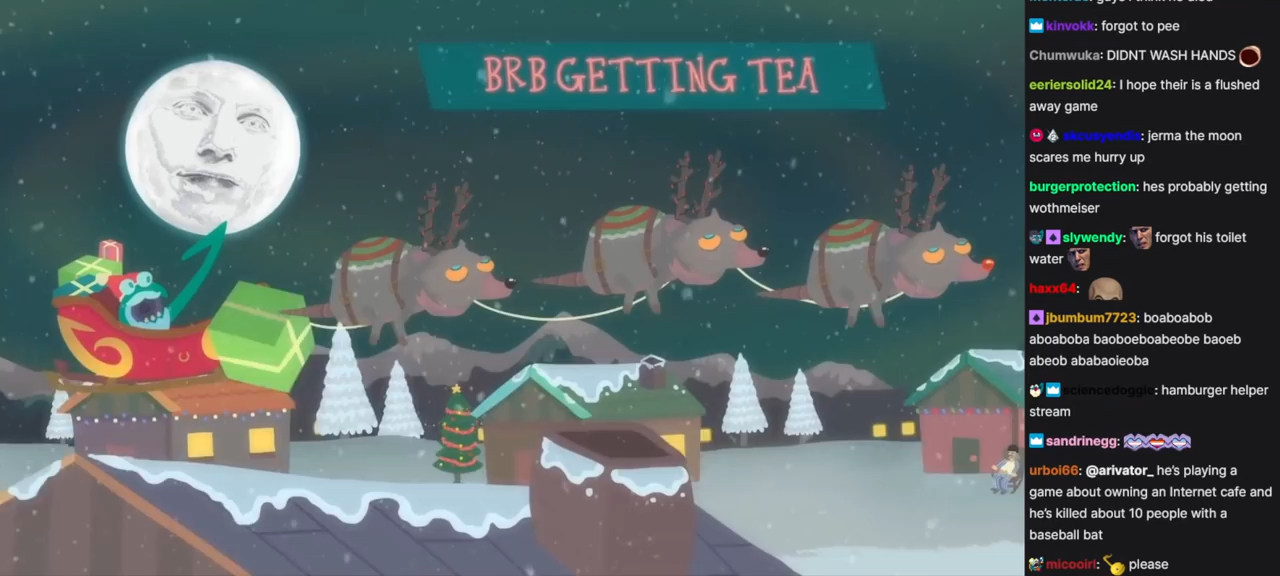 BRB GETTING TEA
kinvokk: forgot to pee
Chumwuka: DIDNT WASH HANDS
eeriersolid24: I hope their is a flushed
away game
jerma the moon
scares me hurry up
burgerprotection: hes probably getting
wothmeiser
slywendy: forgot his toilet
water
haxx64:
jbumbum7723: boaboabob
aboaboba baoboeboabeobe baoeb
abeob ababaoieoba
sciencedoggie: hamburger helper
stream
sandrinegg:
urboi66: @arivator_ he's playing a
game about owning an Internet cafe and
he's killed about 10 people with a
baseball bat
micooiri: please